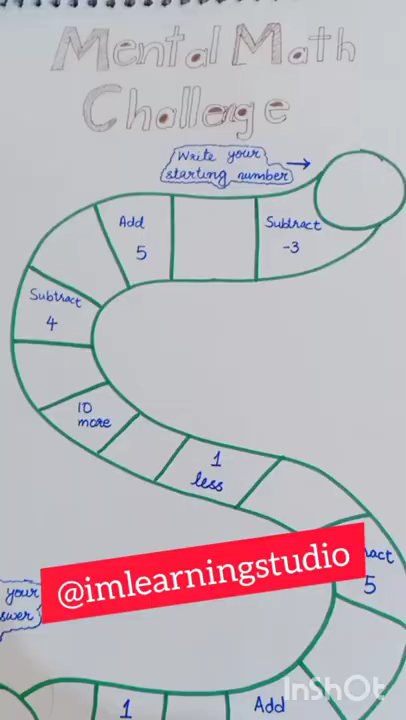 Mental Math
Challenge
Write your
starting number
Subtract
-3
Add
5
Subtract
4
10
more
1
less
5
@imlearningstudio
your
1
Add
InShOt